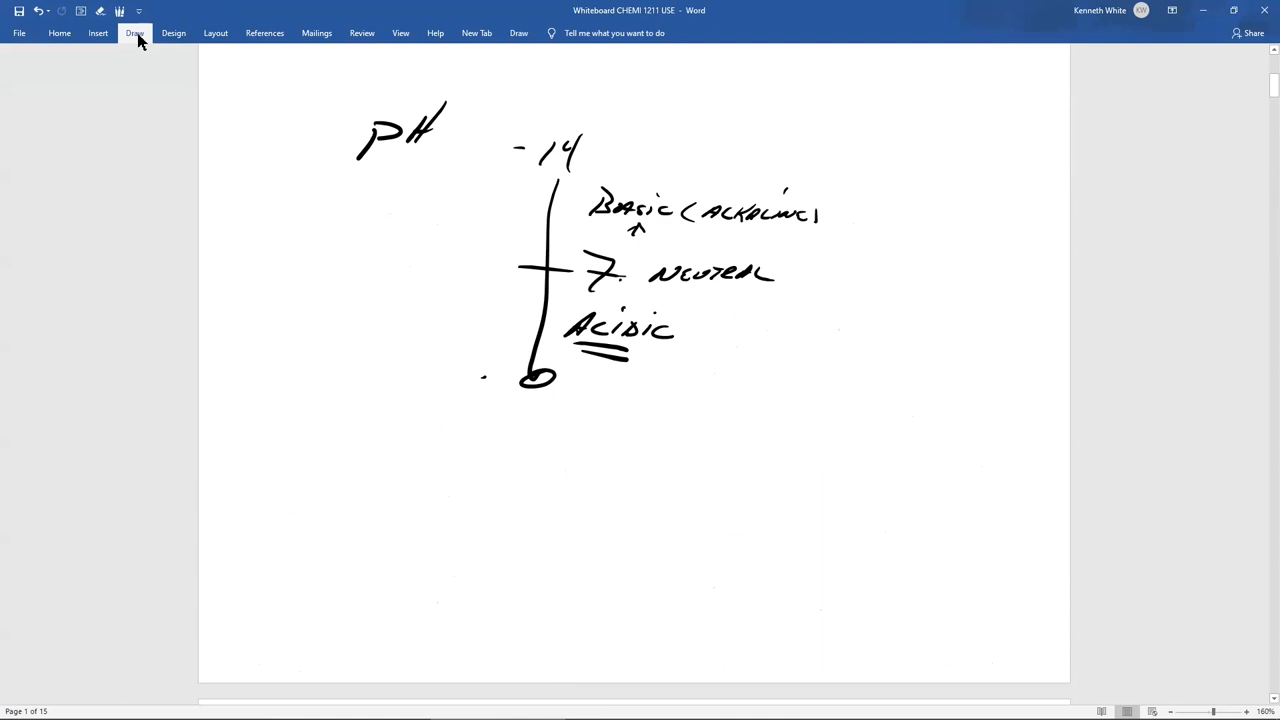 Whiteboard CHEMI 1211 USE - Word
Kenneth White KW
File Home Insert Draw Design Layout References Mailings Review View Help New Tab Draw Tell me what you want to do Share
PH
- 14
BASIC (ALKALINE)
7. NEUTRAL
ACIDIC
0
Page 1 of 15
160%